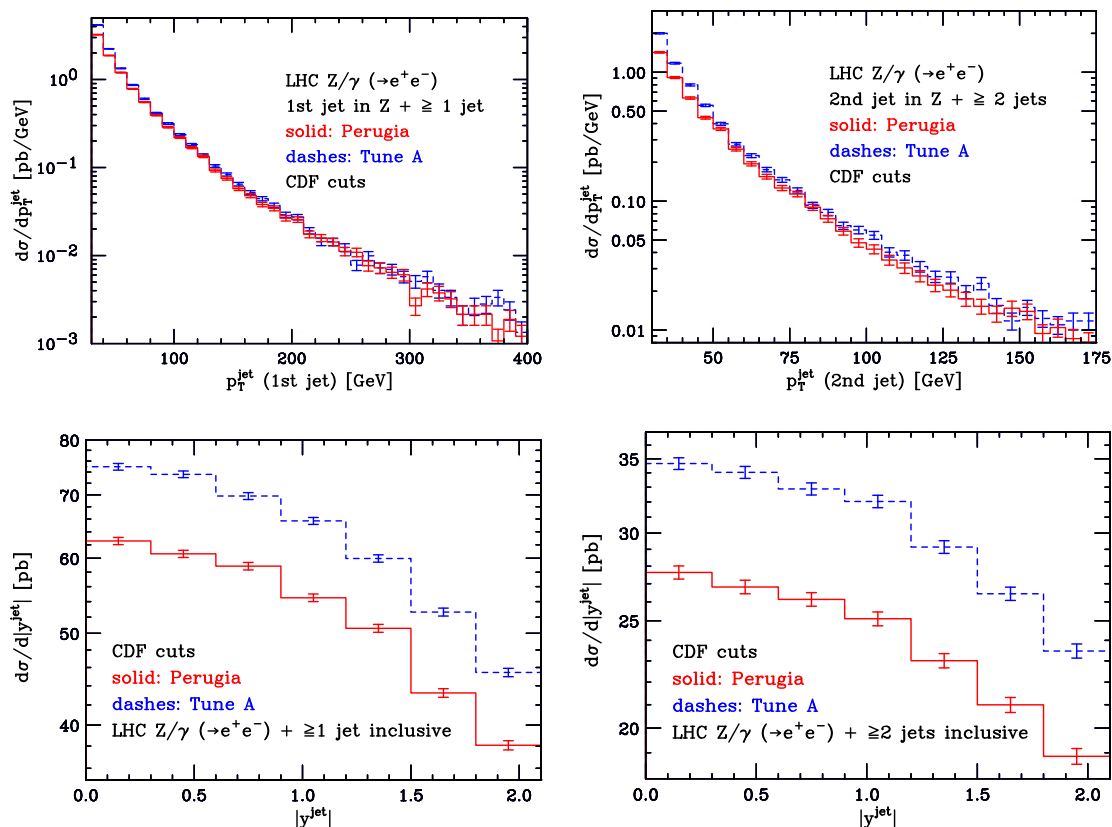 10⁰
10⁻¹
10⁻²
10⁻³
dσ/dp_T^jet [pb/GeV]
LHC Z/γ (→e⁺e⁻)
1st jet in Z + ≧ 1 jet
solid: Perugia
dashes: Tune A
CDF cuts
100 200 300 400
p_T^jet (1st jet) [GeV]
1.00
0.50
0.10
0.05
0.01
dσ/dp_T^jet [pb/GeV]
LHC Z/γ (→e⁺e⁻)
2nd jet in Z + ≧ 2 jets
solid: Perugia
dashes: Tune A
CDF cuts
50 75 100 125 150 175
p_T^jet (2nd jet) [GeV]
80
70
60
50
40
dσ/d|y^jet| [pb]
CDF cuts
solid: Perugia
dashes: Tune A
LHC Z/γ (→e⁺e⁻) + ≧1 jet inclusive
0.0 0.5 1.0 1.5 2.0
|y^jet|
35
30
25
20
dσ/d|y^jet| [pb]
CDF cuts
solid: Perugia
dashes: Tune A
LHC Z/γ (→e⁺e⁻) + ≧2 jets inclusive
0.0 0.5 1.0 1.5 2.0
|y^jet|